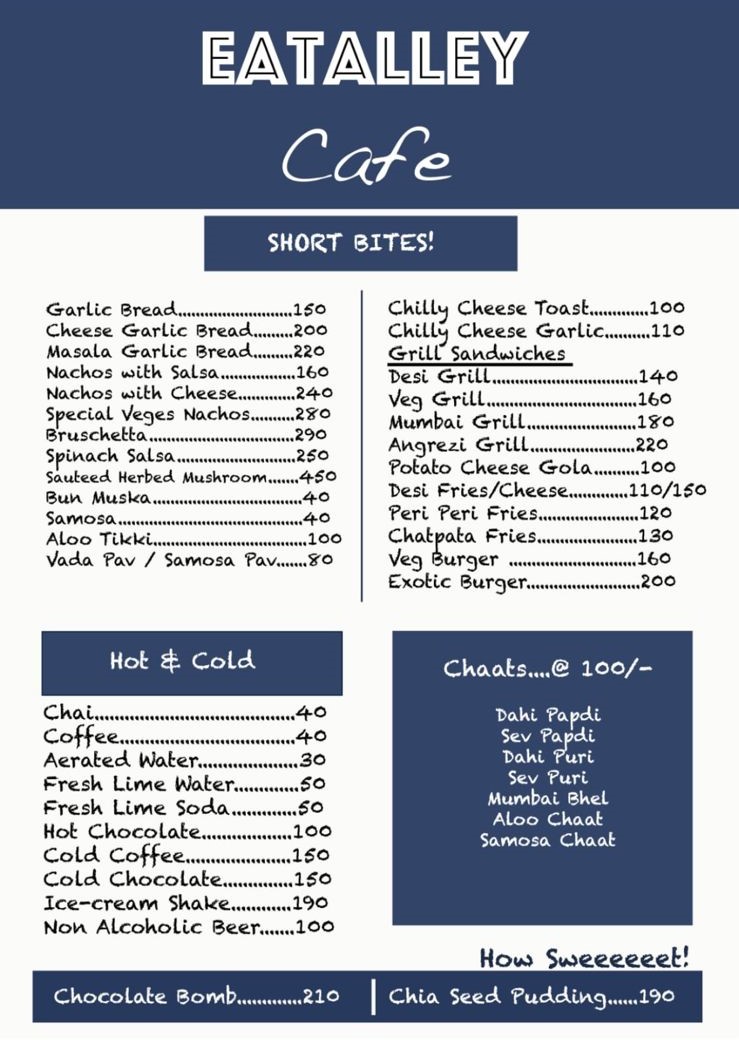 EATALLEY
Cafe
SHORT BITES!
Garlic Bread..........................150
Cheese Garlic Bread.........200
Masala Garlic Bread.........220
Nachos with Salsa..................160
Nachos with Cheese.............240
Special Veges Nachos..........280
Bruschetta.................................290
Spinach Salsa...........................250
Sauteed Herbed Mushroom.......450
Bun Muska..................................40
Samosa..........................................40
Aloo Tikki...................................100
Vada Pav / Samosa Pav.......80
Chilly Cheese Toast.............100
Chilly Cheese Garlic..........110
Grill Sandwiches
Desi Grill.................................140
Veg Grill..................................160
Mumbai Grill.........................180
Angrezi Grill........................220
Potato Cheese Gola..........100
Desi Fries/Cheese.............110/150
Peri Peri Fries......................120
Chatpata Fries......................130
Veg Burger .............................160
Exotic Burger.........................200
Hot & Cold
Chai......................................40
Coffee..................................40
Aerated Water...................30
Fresh Lime Water............50
Fresh Lime Soda.............50
Hot Chocolate.................100
Cold Coffee....................150
Cold Chocolate.............150
Ice-cream Shake...........190
Non Alcoholic Beer.......100
Chaats....@ 100/-
Dahi Papdi
Sev Papdi
Dahi Puri
Sev Puri
Mumbai Bhel
Aloo Chaat
Samosa Chaat
How Sweeeeeet!
Chocolate Bomb.............210
Chia Seed Pudding......190